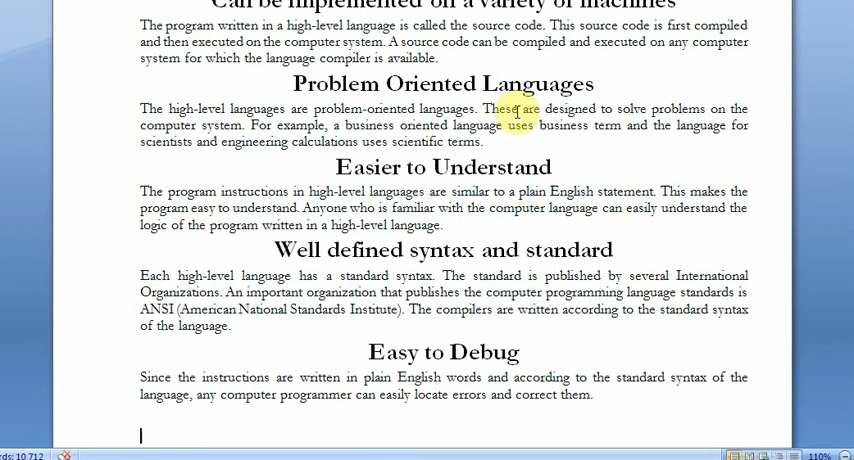 Can be implemented on a variety of machines
The program written in a high-level language is called the source code. This source code is first compiled
and then executed on the computer system. A source code can be compiled and executed on any computer
system for which the language compiler is available.
Problem Oriented Languages
The high-level languages are problem-oriented languages. These are designed to solve problems on the
computer system. For example, a business oriented language uses business term and the language for
scientists and engineering calculations uses scientific terms.
Easier to Understand
The program instructions in high-level languages are similar to a plain English statement. This makes the
program easy to understand. Anyone who is familiar with the computer language can easily understand the
logic of the program written in a high-level language.
Well defined syntax and standard
Each high-level language has a standard syntax. The standard is published by several International
Organizations. An important organization that publishes the computer programming language standards is
ANSI (American National Standards Institute). The compilers are written according to the standard syntax
of the language.
Easy to Debug
Since the instructions are written in plain English words and according to the standard syntax of the
language, any computer programmer can easily locate errors and correct them.
rds: 10,712 110%